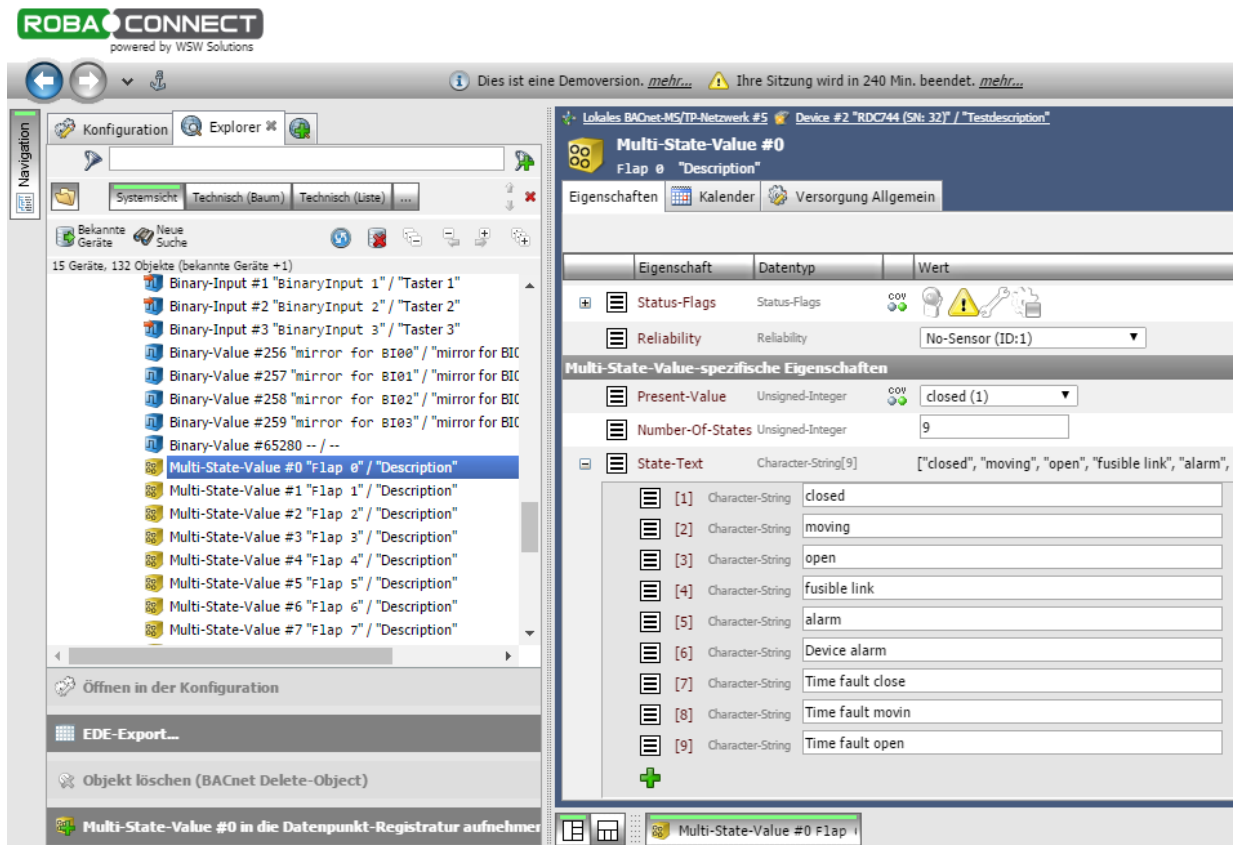 ROBA CONNECT
powered by WSW Solutions
Dies ist eine Demoversion. mehr... Ihre Sitzung wird in 240 Min. beendet. mehr...
Navigation
Konfiguration Explorer
Systemsicht Technisch (Baum) Technisch (Liste) ...
Bekannte Geräte Neue Suche
15 Geräte, 132 Objekte (bekannte Geräte +1)
Binary-Input #1 "BinaryInput 1" / "Taster 1"
Binary-Input #2 "BinaryInput 2" / "Taster 2"
Binary-Input #3 "BinaryInput 3" / "Taster 3"
Binary-Value #256 "mirror for BI00" / "mirror for BIC
Binary-Value #257 "mirror for BI01" / "mirror for BIC
Binary-Value #258 "mirror for BI02" / "mirror for BIC
Binary-Value #259 "mirror for BI03" / "mirror for BIC
Binary-Value #65280 -- / --
Multi-State-Value #0 "Flap 0" / "Description"
Multi-State-Value #1 "Flap 1" / "Description"
Multi-State-Value #2 "Flap 2" / "Description"
Multi-State-Value #3 "Flap 3" / "Description"
Multi-State-Value #4 "Flap 4" / "Description"
Multi-State-Value #5 "Flap 5" / "Description"
Multi-State-Value #6 "Flap 6" / "Description"
Multi-State-Value #7 "Flap 7" / "Description"
Öffnen in der Konfiguration
EDE-Export...
Objekt löschen (BACnet Delete-Object)
Multi-State-Value #0 in die Datenpunkt-Registratur aufnehmen
Lokales BACnet-MS/TP-Netzwerk #5 Device #2 "RDC744 (SN: 32)" / "Testdescription"
Multi-State-Value #0
Flap 0 "Description"
Eigenschaften Kalender Versorgung Allgemein
Eigenschaft Datentyp Wert
Status-Flags Status-Flags COV
Reliability Reliability No-Sensor (ID:1)
Multi-State-Value-spezifische Eigenschaften
Present-Value Unsigned-Integer COV closed (1)
Number-Of-States Unsigned-Integer 9
State-Text Character-String[9] ["closed", "moving", "open", "fusible link", "alarm",
[1] Character-String closed
[2] Character-String moving
[3] Character-String open
[4] Character-String fusible link
[5] Character-String alarm
[6] Character-String Device alarm
[7] Character-String Time fault close
[8] Character-String Time fault movin
[9] Character-String Time fault open
Multi-State-Value #0 Flap